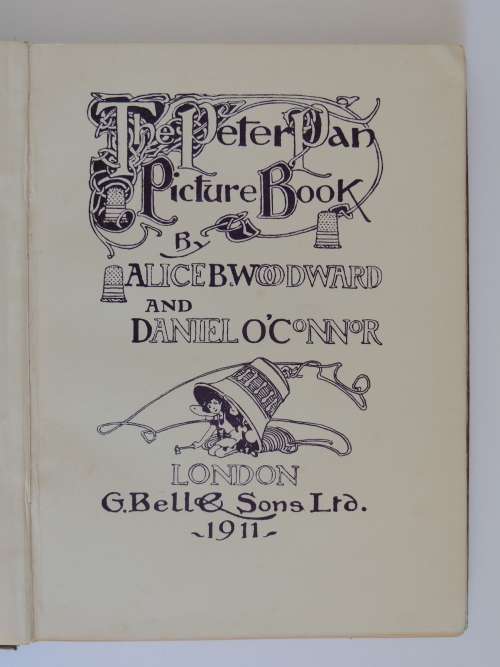 The Peter Pan
Picture Book
By
ALICE B. WOODWARD
AND
DANIEL O'CONNOR
LONDON
G. Bell & Sons Ltd.
-1911-